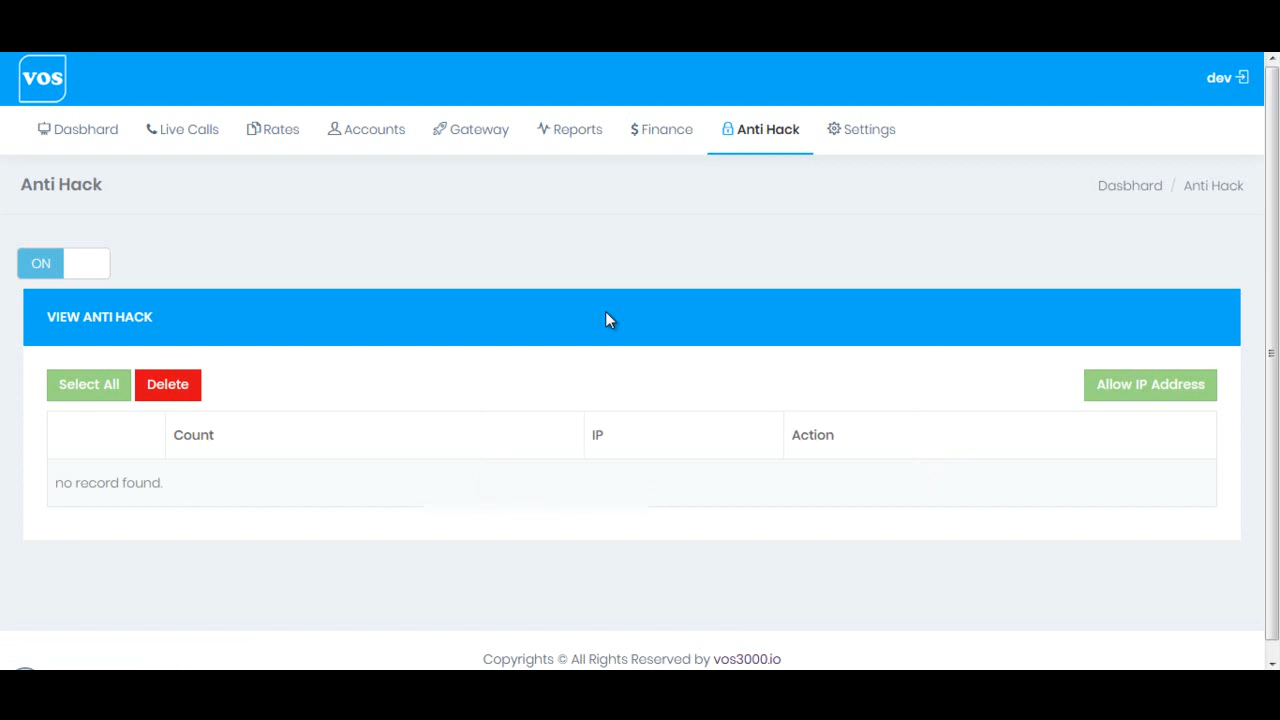 vos
dev
Dasbhard Live Calls Rates Accounts Gateway Reports $ Finance Anti Hack Settings
Anti Hack
Dasbhard / Anti Hack
ON
VIEW ANTI HACK
Select All Delete Allow IP Address
Count IP Action
no record found.
Copyrights © All Rights Reserved by vos3000.io